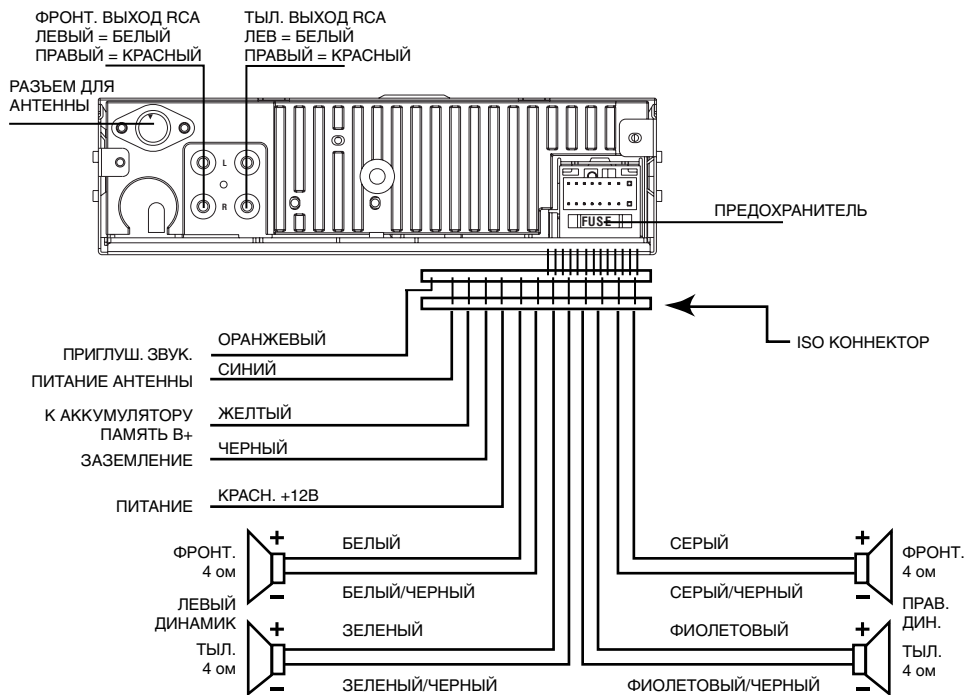 ФРОНТ. ВЫХОД RCA
ЛЕВЫЙ = БЕЛЫЙ
ПРАВЫЙ = КРАСНЫЙ
ТЫЛ. ВЫХОД RCA
ЛЕВ = БЕЛЫЙ
ПРАВЫЙ = КРАСНЫЙ
РАЗЪЕМ ДЛЯ
АНТЕННЫ
L
R
FUSE
ПРЕДОХРАНИТЕЛЬ
ISO КОННЕКТОР
ОРАНЖЕВЫЙ
ПРИГЛУШ. ЗВУК.
СИНИЙ
ПИТАНИЕ АНТЕННЫ
К АККУМУЛЯТОРУ
ПАМЯТЬ B+
ЖЕЛТЫЙ
ЧЕРНЫЙ
ЗАЗЕМЛЕНИЕ
КРАСН. +12В
ПИТАНИЕ
ФРОНТ.
4 ом
+
–
БЕЛЫЙ
БЕЛЫЙ/ЧЕРНЫЙ
ЛЕВЫЙ
ДИНАМИК
ТЫЛ.
4 ом
+
–
ЗЕЛЕНЫЙ
ЗЕЛЕНЫЙ/ЧЕРНЫЙ
СЕРЫЙ
СЕРЫЙ/ЧЕРНЫЙ
+
–
ФРОНТ.
4 ом
ПРАВ.
ДИН.
ФИОЛЕТОВЫЙ
ФИОЛЕТОВЫЙ/ЧЕРНЫЙ
+
–
ТЫЛ.
4 ом